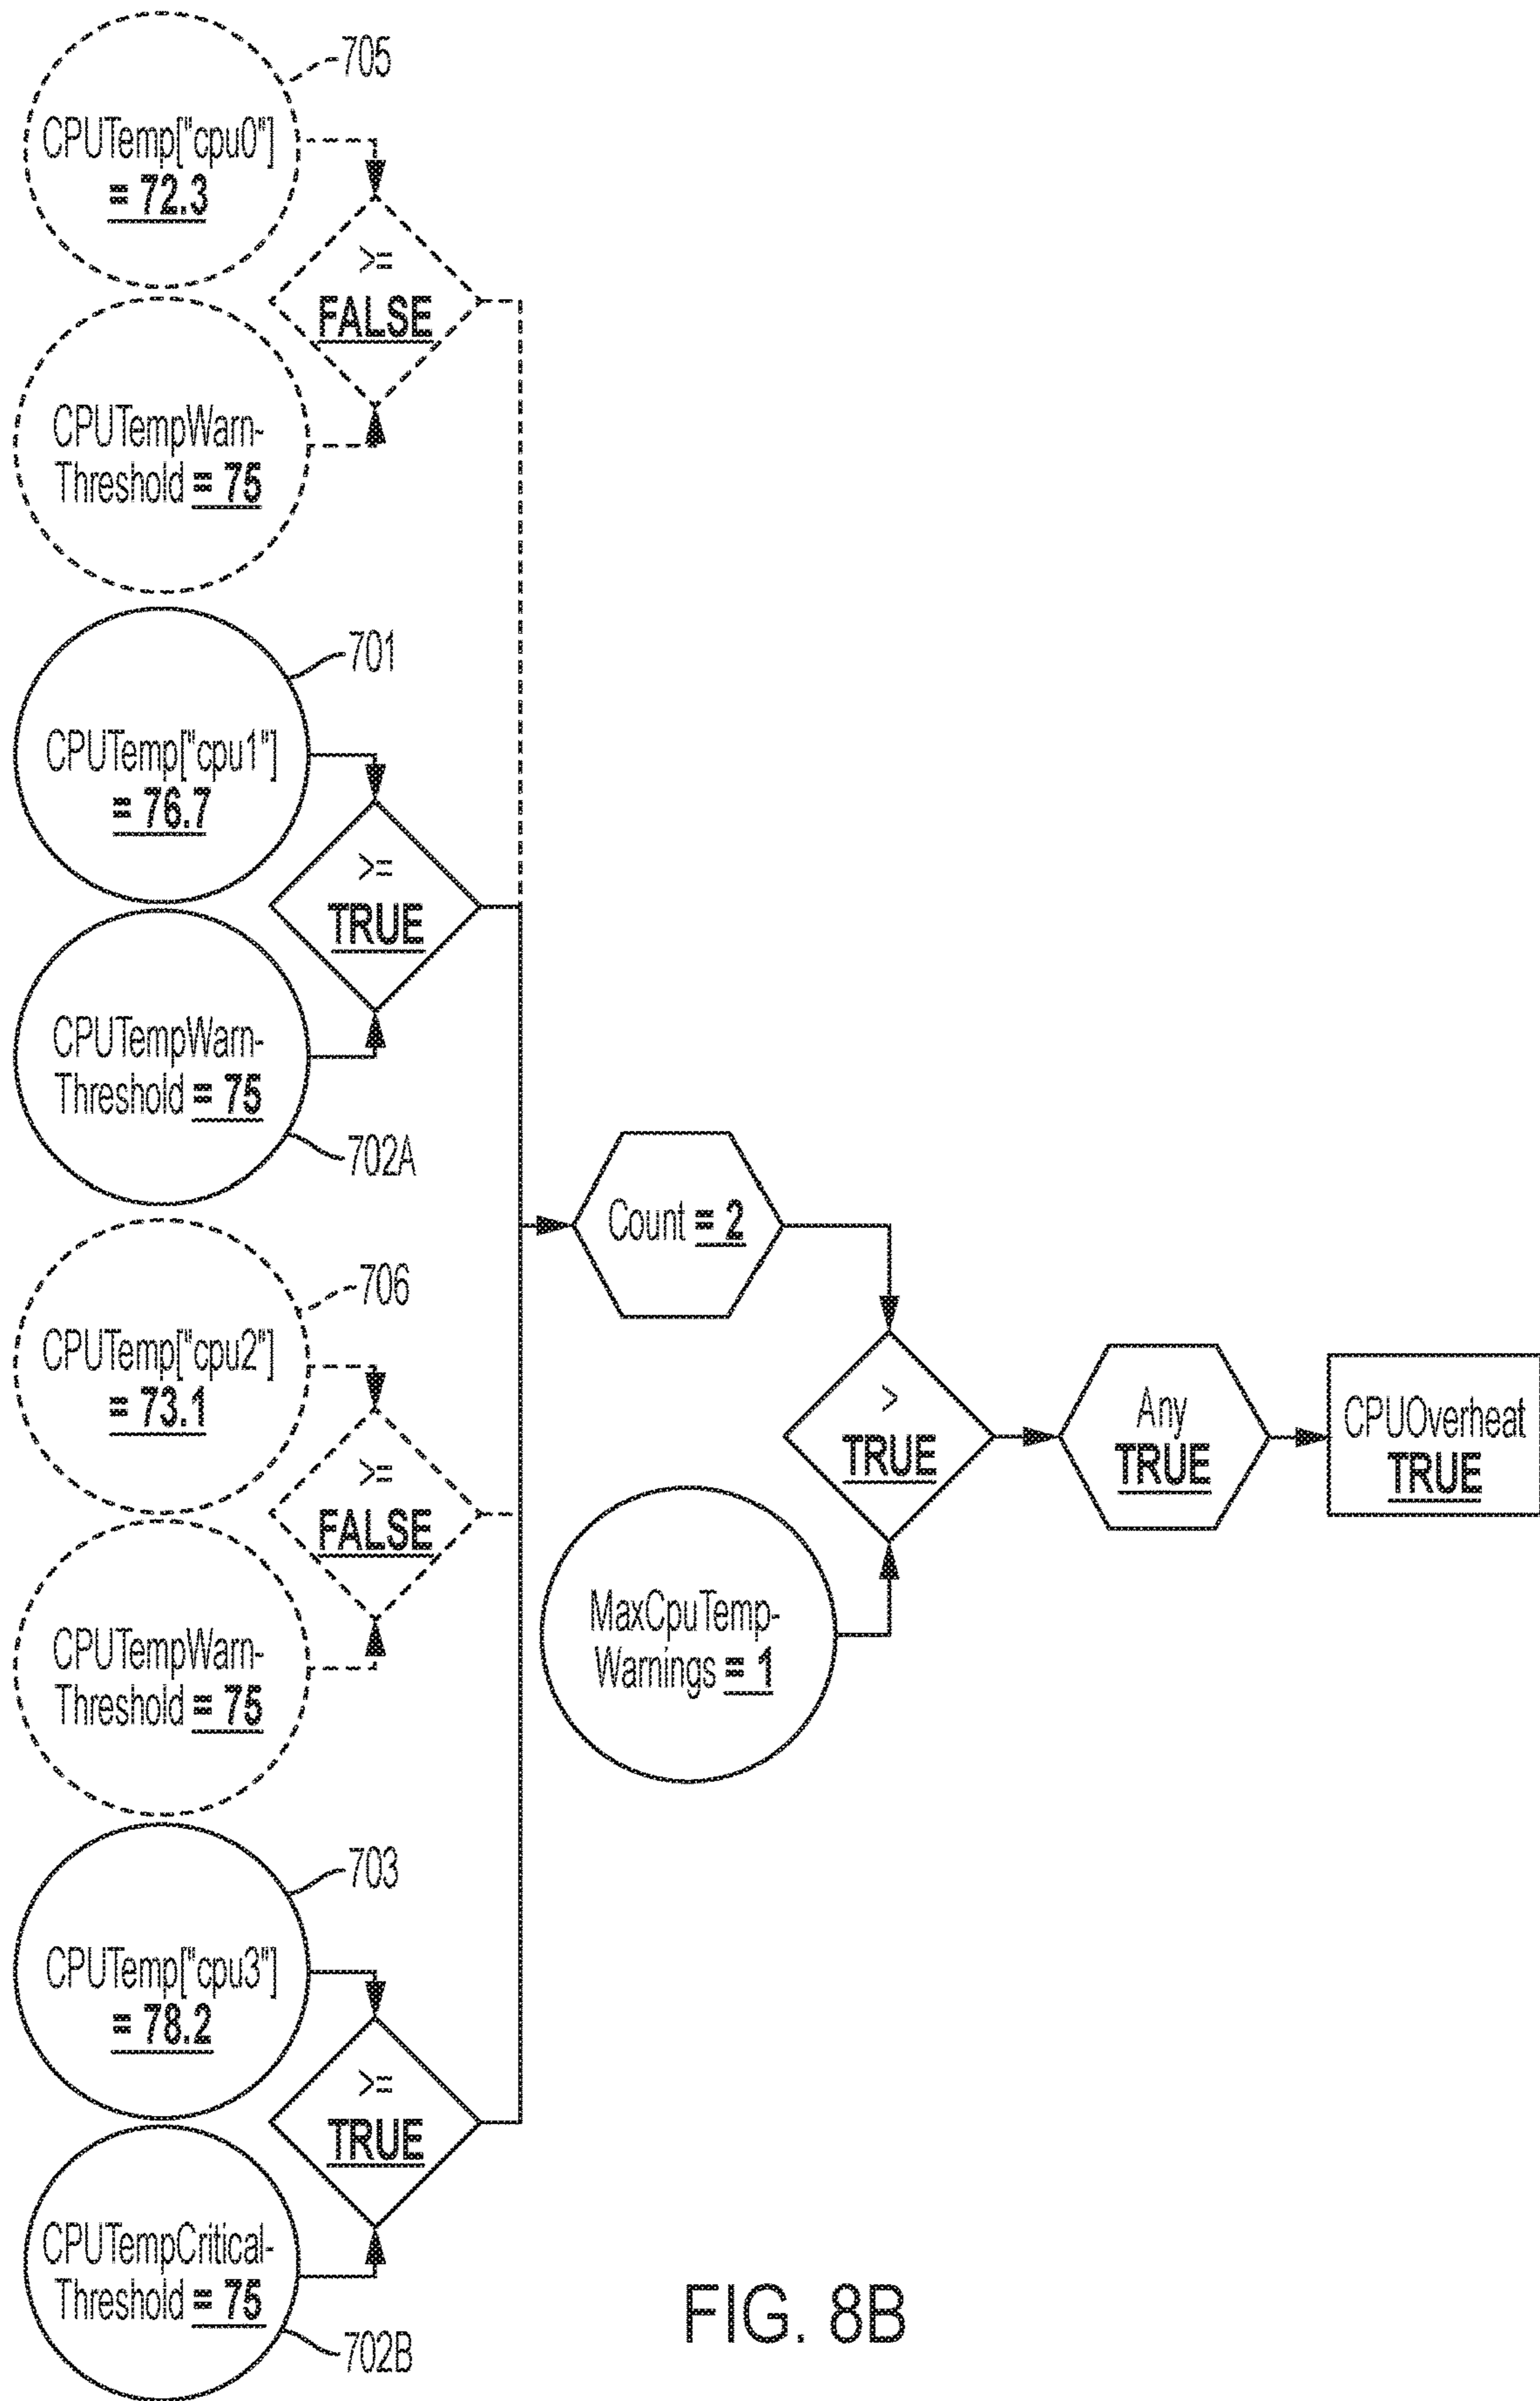 705
CPUTemp["cpu0"]
= 72.3
>=
FALSE
CPUTempWarn-
Threshold = 75
701
CPUTemp["cpu1"]
= 76.7
>=
TRUE
CPUTempWarn-
Threshold = 75
702A
Count = 2
706
CPUTemp["cpu2"]
= 73.1
>=
FALSE
CPUTempWarn-
Threshold = 75
>
TRUE
Any
TRUE
CPUOverheat
TRUE
MaxCpuTemp-
Warnings = 1
703
CPUTemp["cpu3"]
= 78.2
>=
TRUE
CPUTempCritical-
Threshold = 75
702B
FIG. 8B